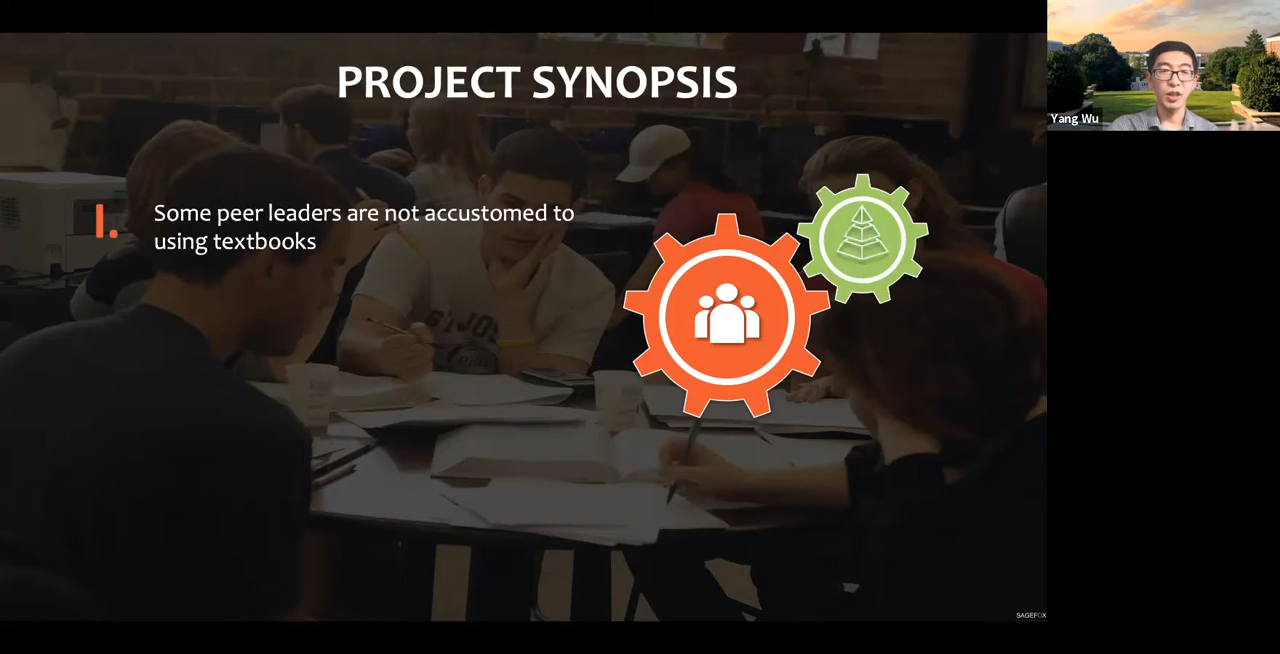 PROJECT SYNOPSIS
Yang Wu
I.
Some peer leaders are not accustomed to
using textbooks
SAGEFOX